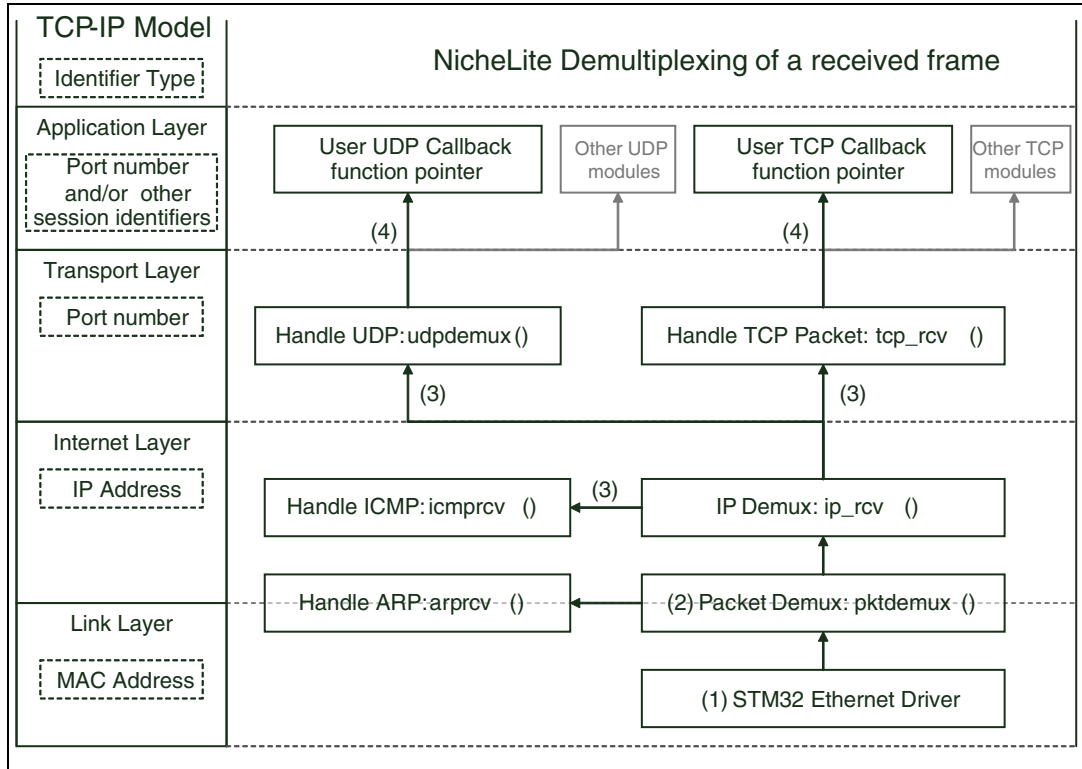 TCP-IP Model
Identifier Type
NicheLite Demultiplexing of a received frame
Application Layer
Port number
and/or other
session identifiers
User UDP Callback
function pointer
Other UDP
modules
User TCP Callback
function pointer
Other TCP
modules
(4)
(4)
Transport Layer
Port number
Handle UDP: udpdemux ()
Handle TCP Packet: tcp_rcv ()
(3)
(3)
Internet Layer
IP Address
Handle ICMP: icmprcv ()
(3)
IP Demux: ip_rcv ()
Handle ARP: arprcv ()
(2) Packet Demux: pktdemux ()
Link Layer
MAC Address
(1) STM32 Ethernet Driver